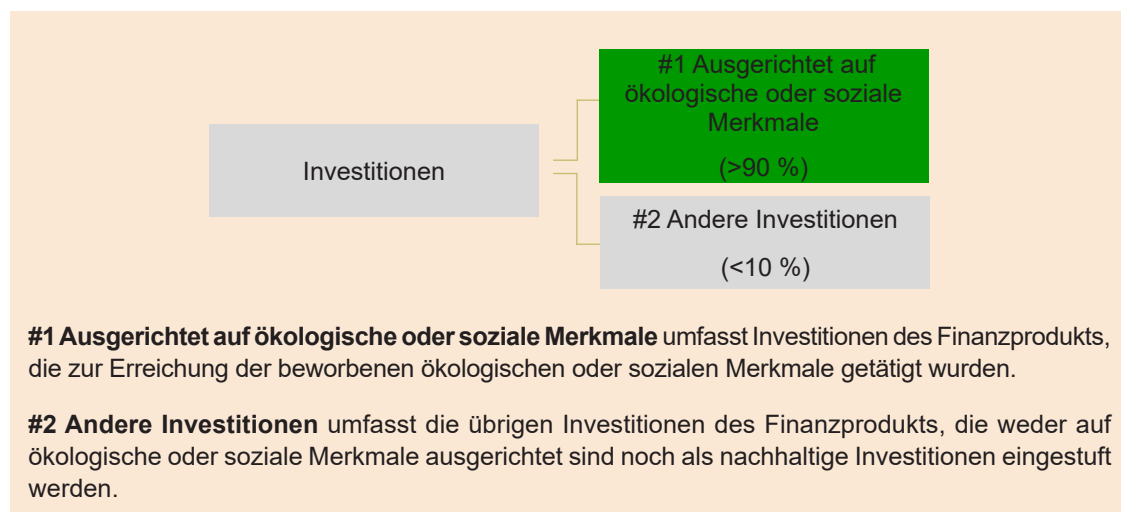 #1 Ausgerichtet auf
ökologische oder soziale
Merkmale
(>90 %)
Investitionen
#2 Andere Investitionen
(<10 %)
#1 Ausgerichtet auf ökologische oder soziale Merkmale umfasst Investitionen des Finanzprodukts,
die zur Erreichung der beworbenen ökologischen oder sozialen Merkmale getätigt wurden.
#2 Andere Investitionen umfasst die übrigen Investitionen des Finanzprodukts, die weder auf
ökologische oder soziale Merkmale ausgerichtet sind noch als nachhaltige Investitionen eingestuft
werden.